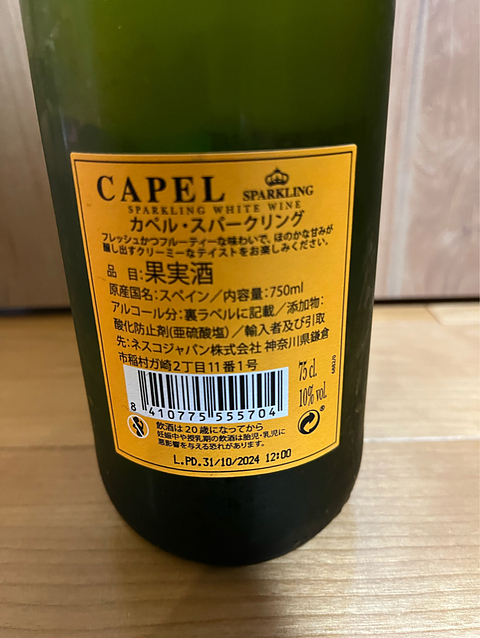 CAPEL SPARKLING
SPARKLING WHITE WINE
カペル・スパークリング
フレッシュかつフルーティーな味わいで、ほのかな甘みが
醸し出すクリーミーなテイストをお楽しみください。
品 目:果実酒
原産国名:スペイン/内容量:750ml
アルコール分:裏ラベルに記載/添加物:
酸化防止剤(亜硫酸塩)/輸入者及び引取
先:ネスコジャパン株式会社 神奈川県鎌倉
市稲村ガ崎2丁目11番1号
75 cl.
10% vol.
8 410775 555704
飲酒は20歳になってから
妊娠中や授乳期の飲酒は胎児・乳児に
悪影響を与える恐れがあります。
L.PD.31/10/2024 12:00